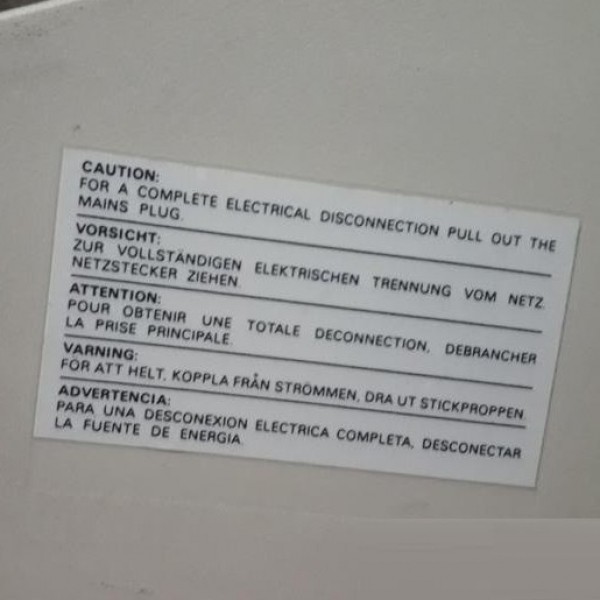 CAUTION:
FOR A COMPLETE ELECTRICAL DISCONNECTION PULL OUT THE
MAINS PLUG.
VORSICHT:
ZUR VOLLSTÄNDIGEN ELEKTRISCHEN TRENNUNG VOM NETZ
NETZSTECKER ZIEHEN.
ATTENTION:
POUR OBTENIR UNE TOTALE DECONNECTION, DEBRANCHER
LA PRISE PRINCIPALE.
VARNING:
FOR ATT HELT, KOPPLA FRÅN STRÖMMEN, DRA UT STICKPROPPEN.
ADVERTENCIA:
PARA UNA DESCONEXION ELECTRICA COMPLETA, DESCONECTAR
LA FUENTE DE ENERGIA.